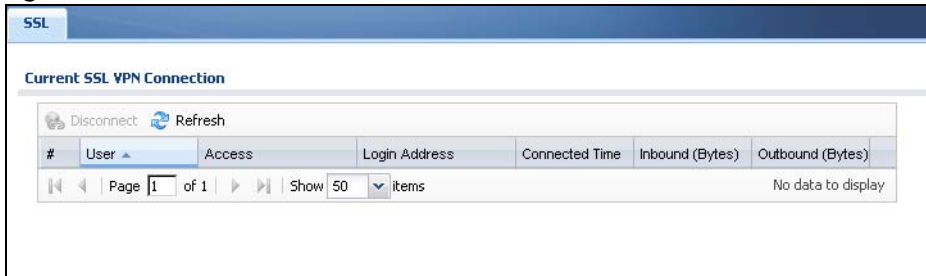 SSL
Current SSL VPN Connection
Disconnect Refresh
# User Access Login Address Connected Time Inbound (Bytes) Outbound (Bytes)
Page 1 of 1 Show 50 items No data to display